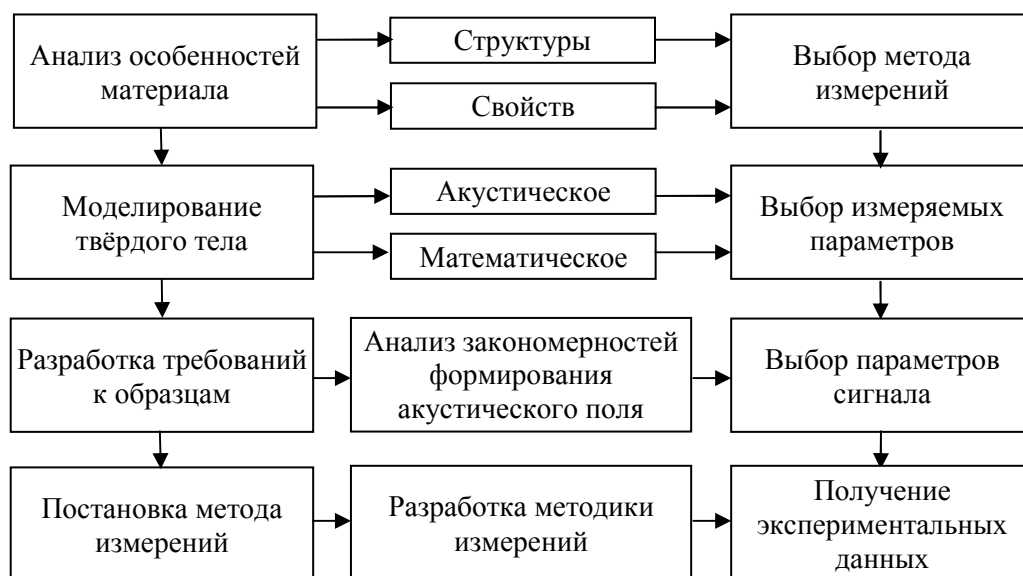 Анализ особенностей
материала
Структуры
Свойств
Выбор метода
измерений
Моделирование
твёрдого тела
Акустическое
Математическое
Выбор измеряемых
параметров
Разработка требований
к образцам
Анализ закономерностей
формирования
акустического поля
Выбор параметров
сигнала
Постановка метода
измерений
Разработка методики
измерений
Получение
экспериментальных
данных